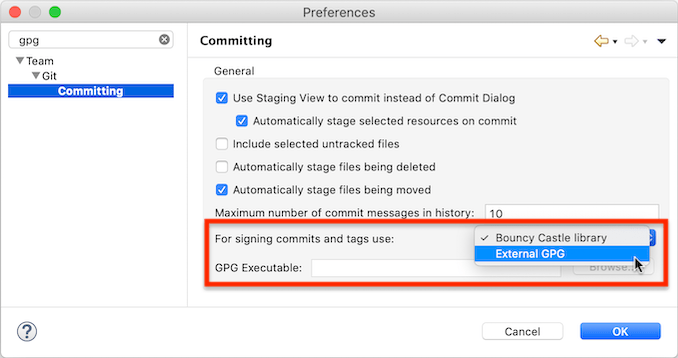 Preferences
gpg
Team
Git
Committing
Committing
General
Use Staging View to commit instead of Commit Dialog
Automatically stage selected resources on commit
Include selected untracked files
Automatically stage files being deleted
Automatically stage files being moved
Maximum number of commit messages in history: 10
For signing commits and tags use: ✓ Bouncy Castle library
External GPG
GPG Executable: Browse...
? Cancel OK